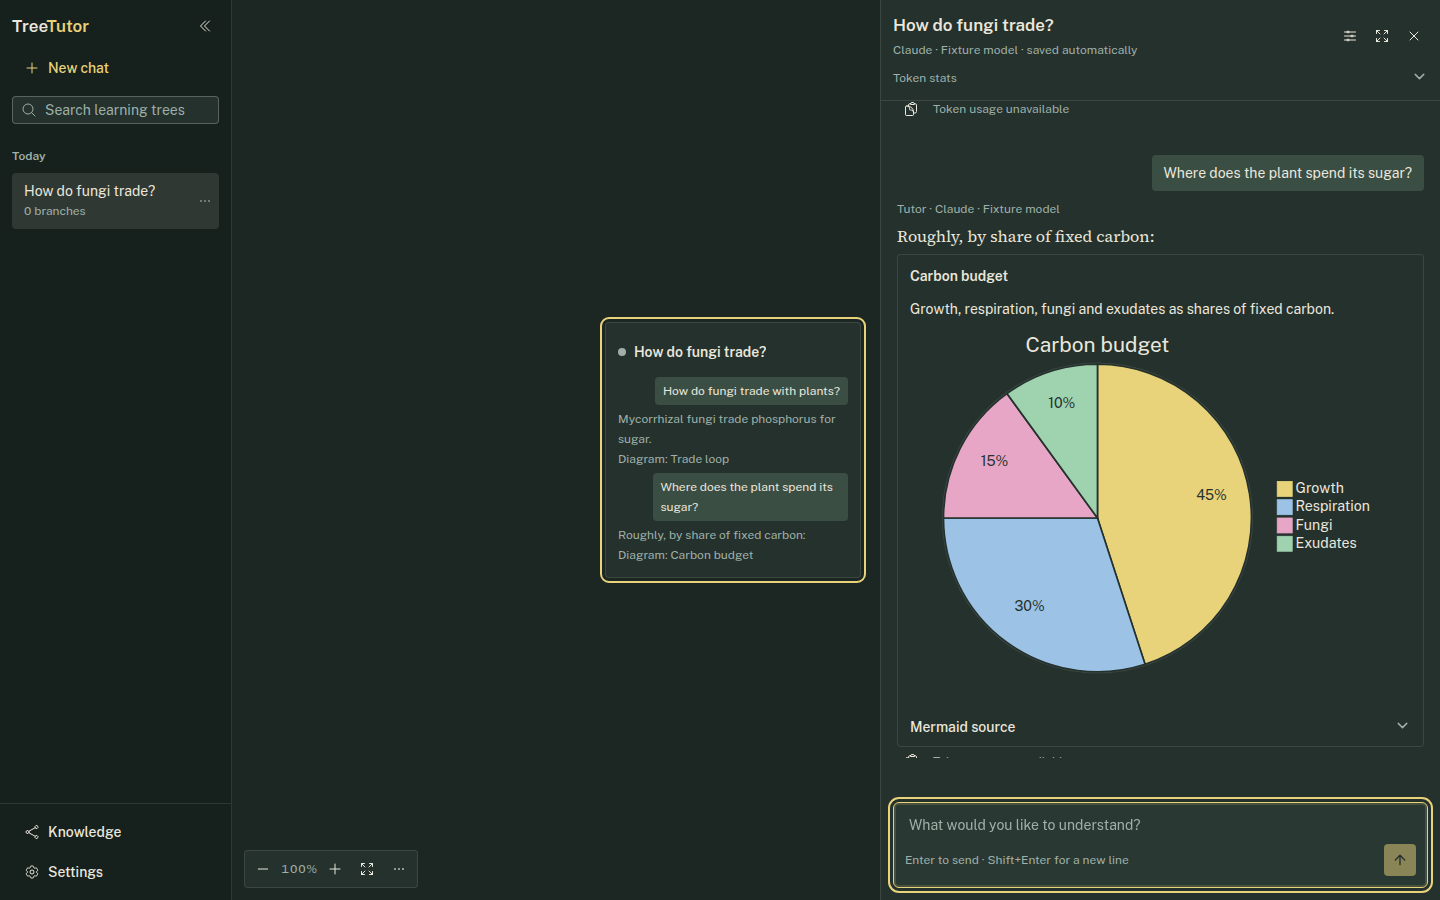 TreeTutor
New chat
Search learning trees
Today
How do fungi trade?
0 branches
Knowledge
Settings
How do fungi trade?
How do fungi trade with plants?
Mycorrhizal fungi trade phosphorus for
sugar.
Diagram: Trade loop
Where does the plant spend its
sugar?
Roughly, by share of fixed carbon:
Diagram: Carbon budget
100%
How do fungi trade?
Claude · Fixture model · saved automatically
Token stats
Token usage unavailable
Where does the plant spend its sugar?
Tutor · Claude · Fixture model
Roughly, by share of fixed carbon:
Carbon budget
Growth, respiration, fungi and exudates as shares of fixed carbon.
Carbon budget
10%
15%
45%
30%
Growth
Respiration
Fungi
Exudates
Mermaid source
What would you like to understand?
Enter to send · Shift+Enter for a new line